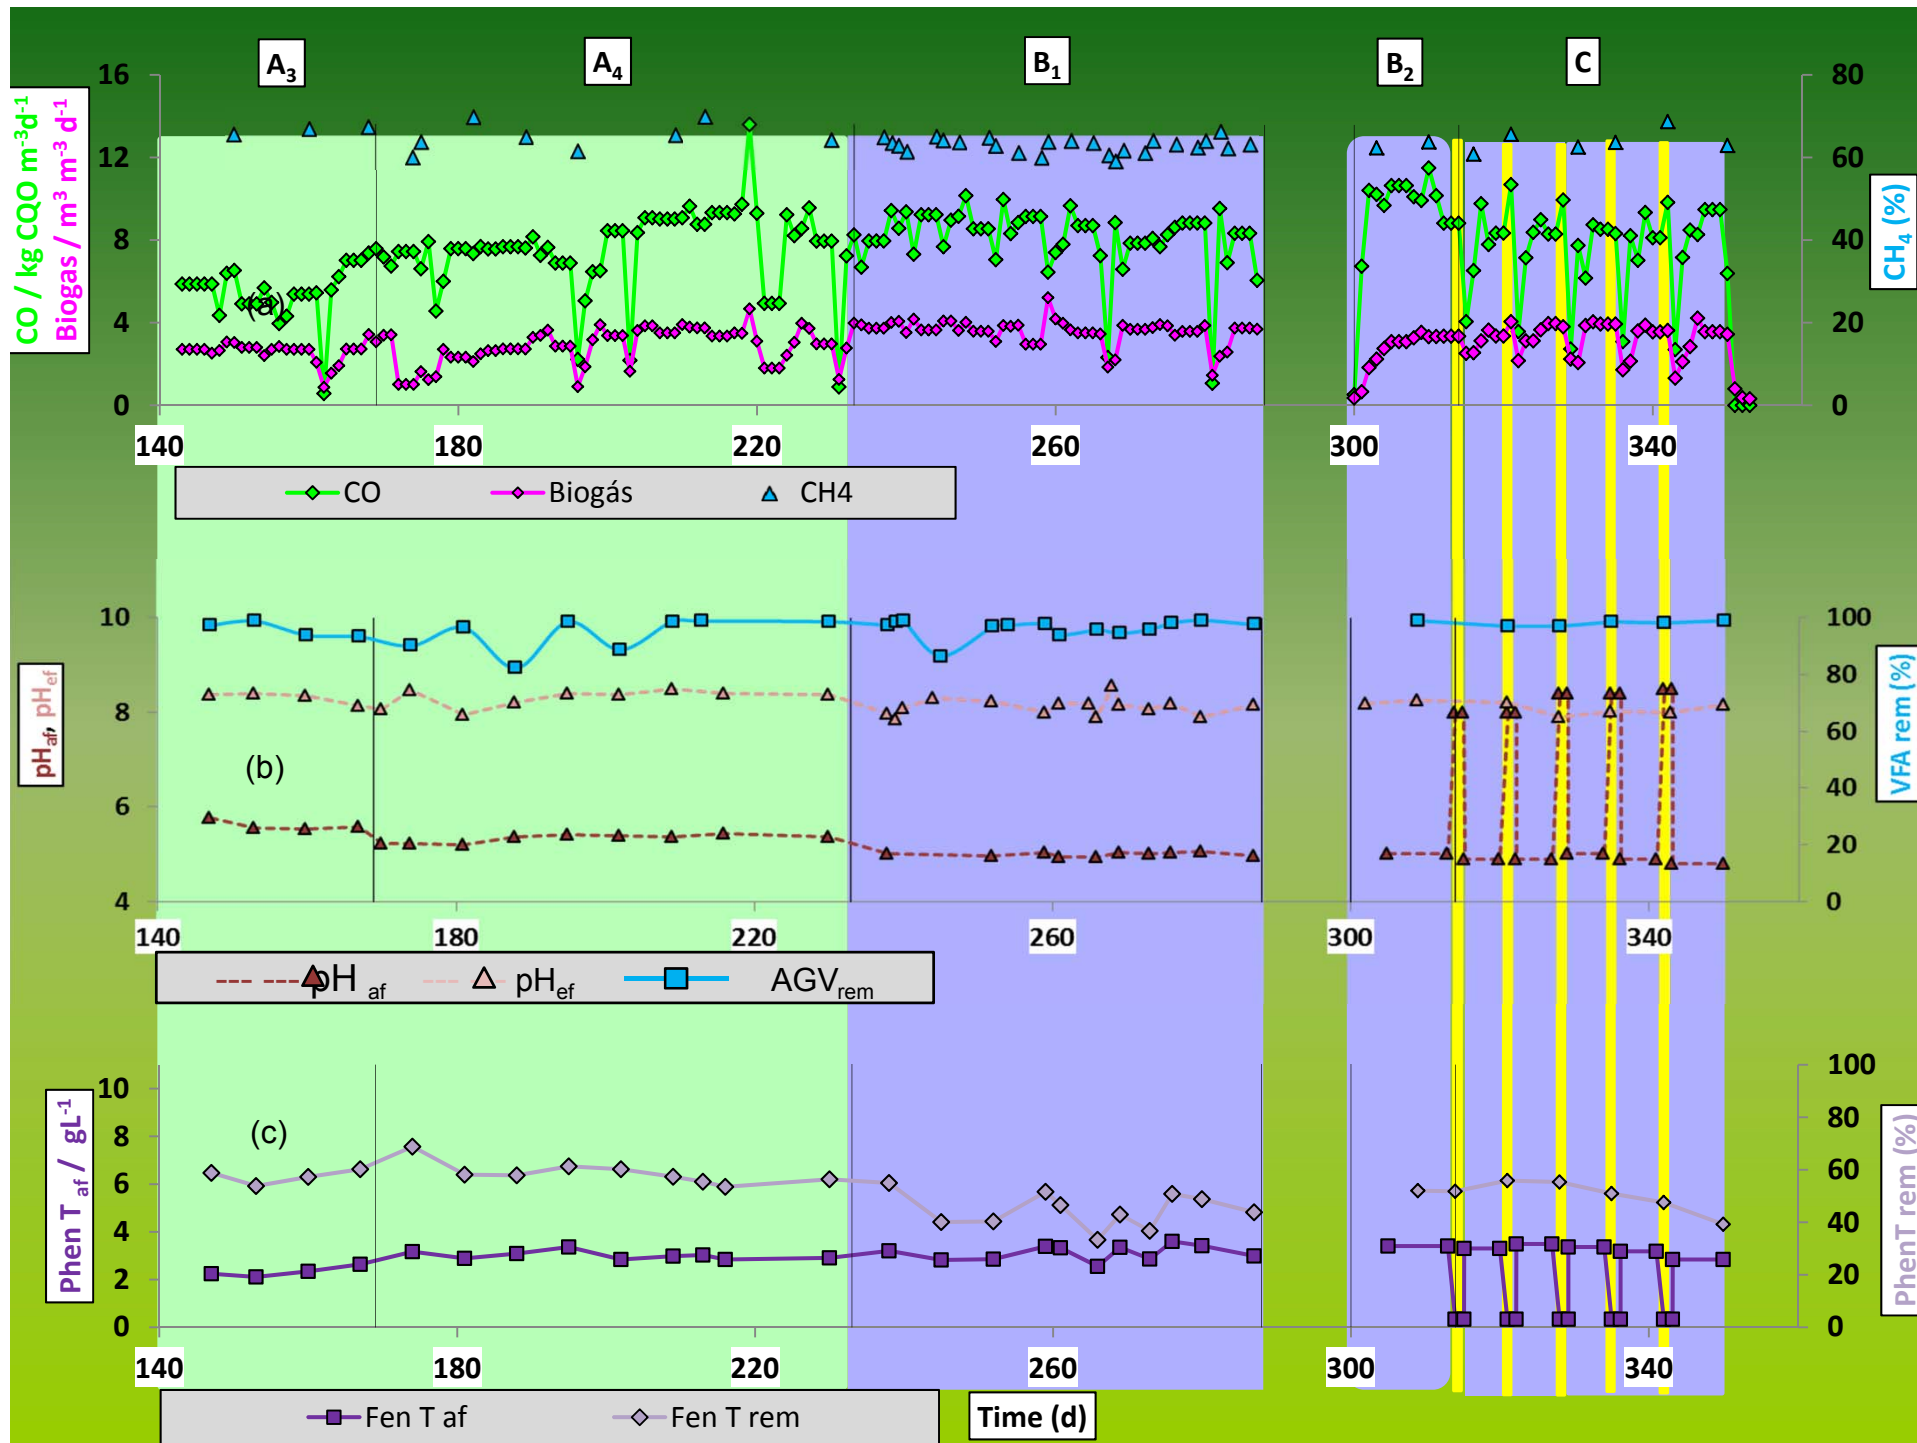 A3 A4 B1 B2 C
CO / kg CQO m-3d-1
Biogas / m3 m-3 d-1
16 12 8 4 0
80 60 40 20 0
CH4 (%)
(a)
140 180 220 260 300 340
CO Biogás CH4
pHaf, pHef
10 8 6 4
100 80 60 40 20 0
VFA rem (%)
(b)
140 180 220 260 300 340
pH af pHef AGVrem
Phen Taf / gL-1
10 8 6 4 2 0
100 80 60 40 20 0
PhenT rem (%)
(c)
140 180 220 260 300 340
Fen T af Fen T rem
Time (d)